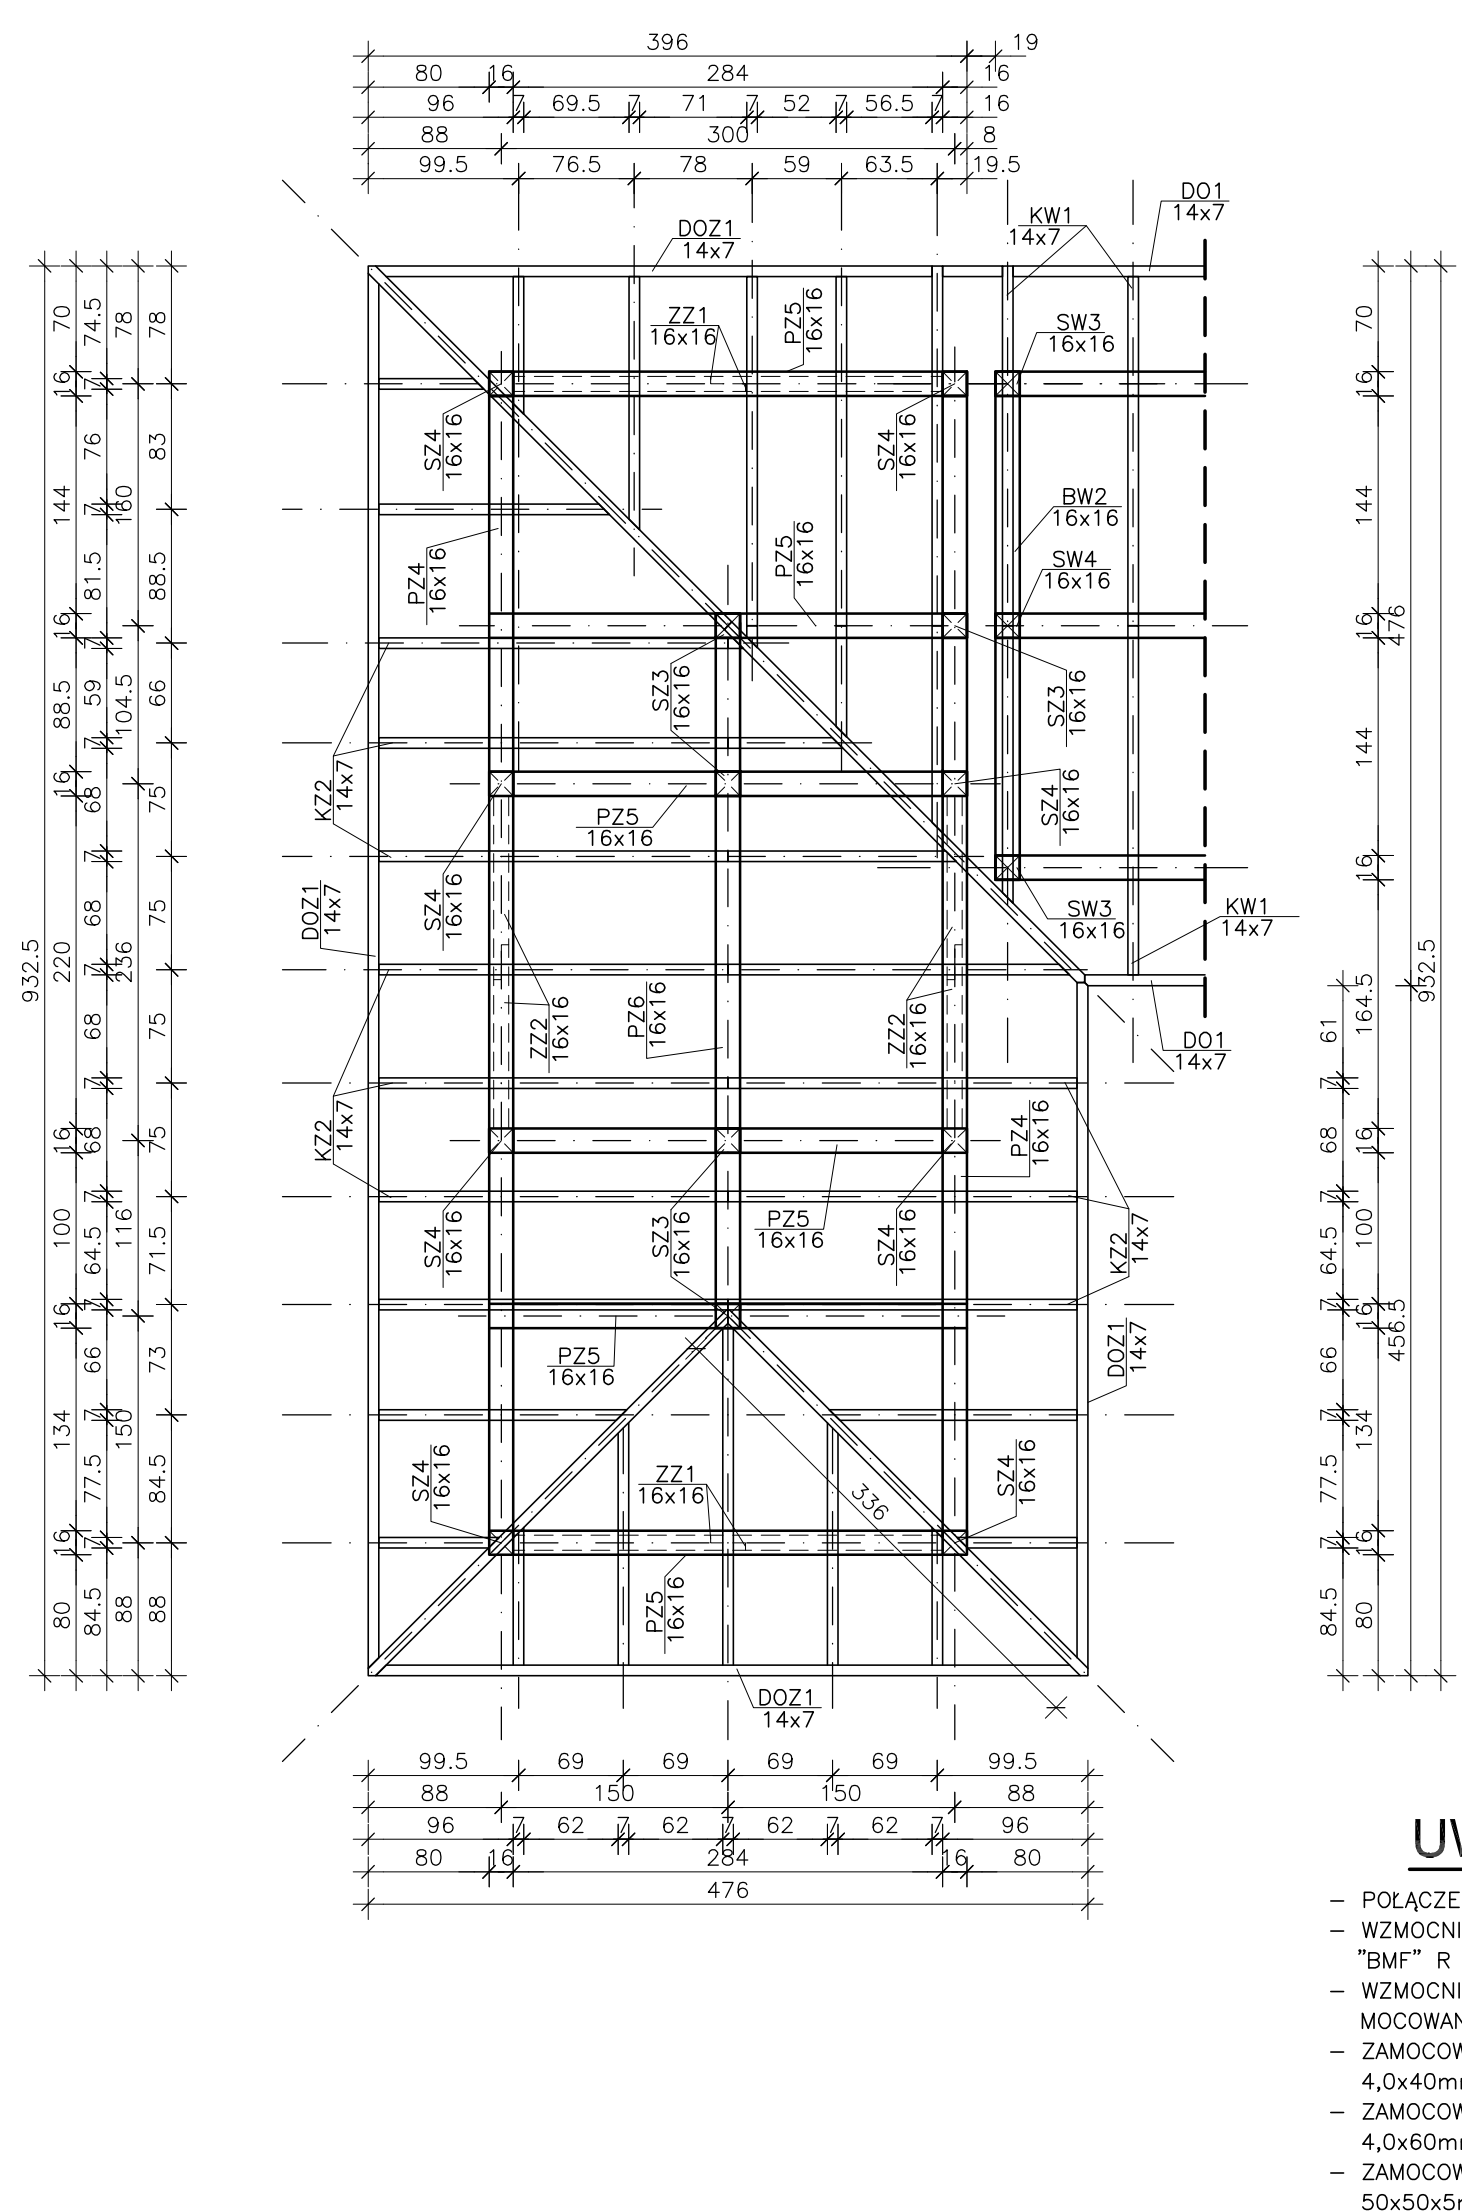 396 19
80 16 284 16
96 7 69.5 7 71 7 52 7 56.5 7 16
88 300 8
99.5 76.5 78 59 63.5 19.5
DO1
14x7
KW1
14x7
DOZ1
14x7
ZZ1
16x16
PZ5
16x16
SW3
16x16
SZ4
16x16
SZ4
16x16
BW2
16x16
PZ4
16x16
PZ5
16x16
SW4
16x16
SZ3
16x16
SZ3
16x16
KZ2
14x7
PZ5
16x16
SZ4
16x16
DOZ1
14x7
SZ4
16x16
SW3
16x16
KW1
14x7
ZZ2
16x16
PZ6
16x16
ZZ2
16x16
DO1
14x7
KZ2
14x7
PZ4
16x16
SZ4
16x16
SZ3
16x16
PZ5
16x16
SZ4
16x16
KZ2
14x7
PZ5
16x16
DOZ1
14x7
SZ4
16x16
ZZ1
16x16
336
SZ4
16x16
PZ5
16x16
DOZ1
14x7
932.5
70 16 144 16 88.5 16 220 16 100 16 134 16 80
74.5 7 76 7 81.5 7 59 7 68 7 68 7 68 7 68 7 64.5 7 66 7 77.5 7 84.5
78 160 104.5 236 116 150 88
78 83 88.5 66 75 75 75 75 71.5 73 84.5 88
61 7 68 7 64.5 7 66 7 77.5 7 84.5
70 16 144 16 144 16 164.5 16 100 16 134 16 80
476 456.5
932.5
99.5 69 69 69 69 99.5
88 150 150 88
96 7 62 7 62 7 62 7 62 7 96
80 16 284 16 80
476
– POŁĄCZE
– WZMOCNI
"BMF" R
– WZMOCNI
MOCOWAN
– ZAMOCOW
4,0x40m
– ZAMOCOW
4,0x60m
– ZAMOCOW
50x50x5